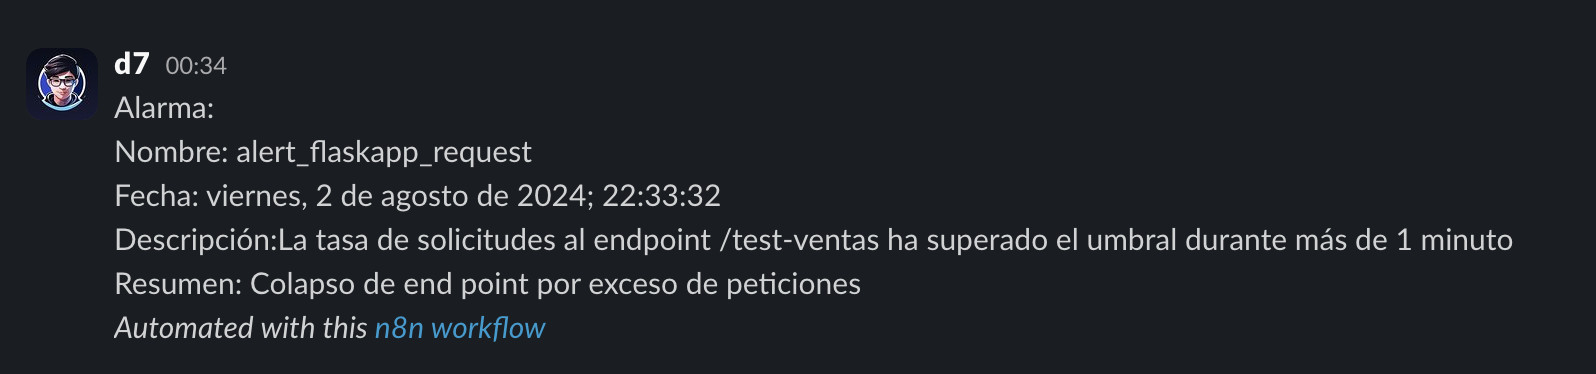 d7 00:34
Alarma:
Nombre: alert_flaskapp_request
Fecha: viernes, 2 de agosto de 2024; 22:33:32
Descripción:La tasa de solicitudes al endpoint /test-ventas ha superado el umbral durante más de 1 minuto
Resumen: Colapso de end point por exceso de peticiones
Automated with this n8n workflow